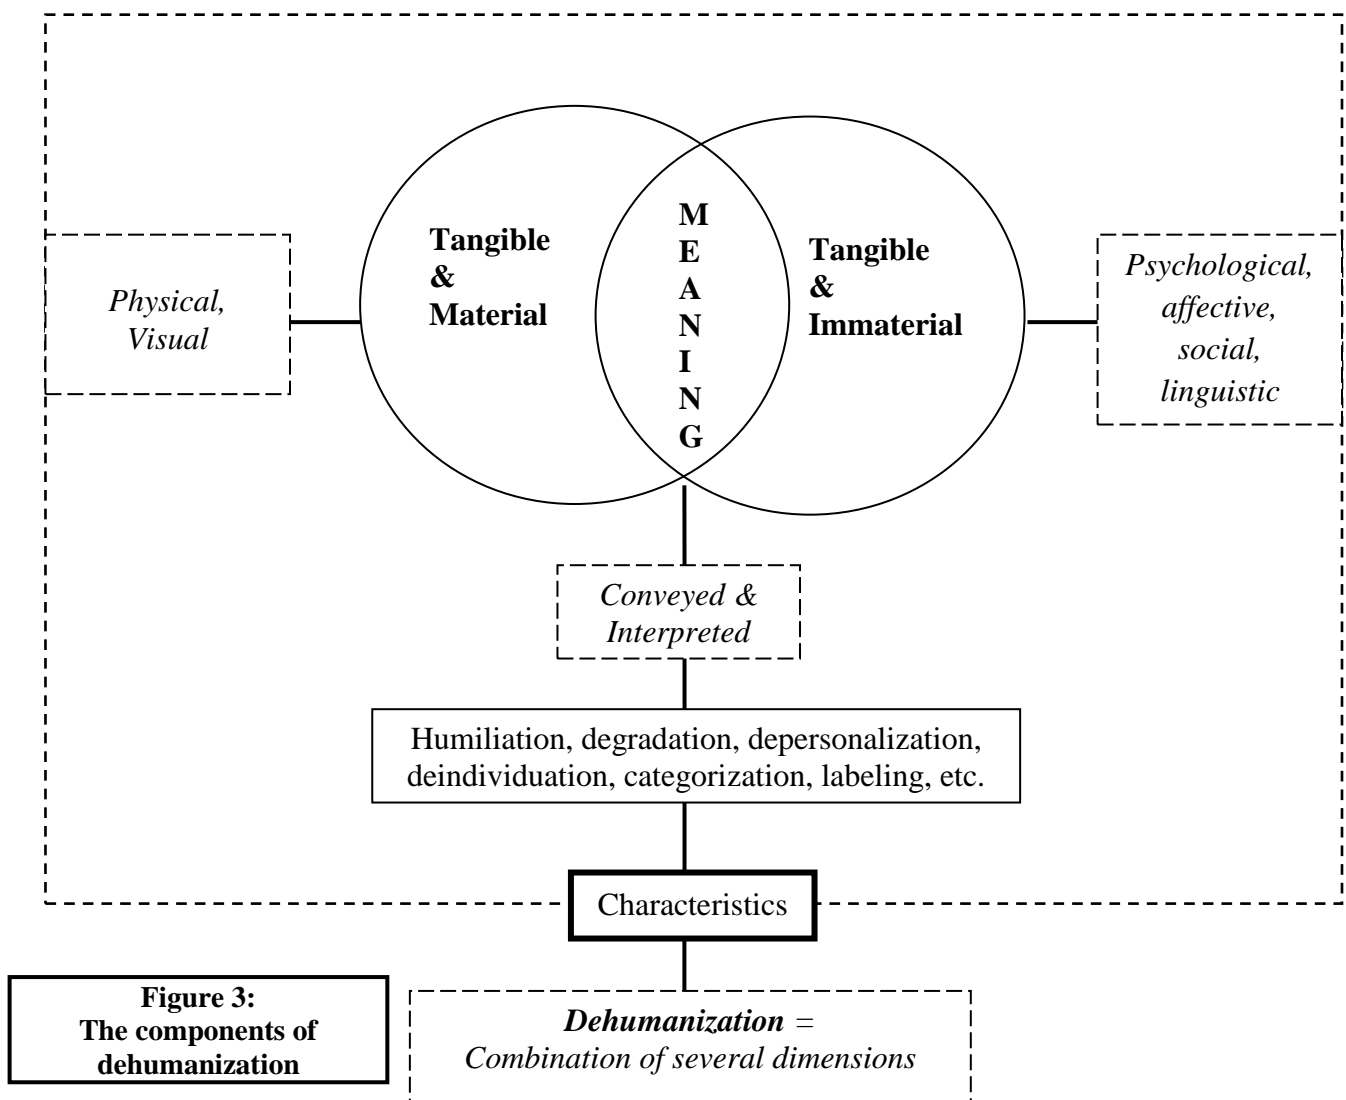 Tangible
&
Material
M
E
A
N
I
N
G
Tangible
&
Immaterial
Physical,
Visual
Psychological,
affective,
social,
linguistic
Conveyed &
Interpreted
Humiliation, degradation, depersonalization,
deindividuation, categorization, labeling, etc.
Characteristics
Figure 3:
The components of
dehumanization
Dehumanization =
Combination of several dimensions